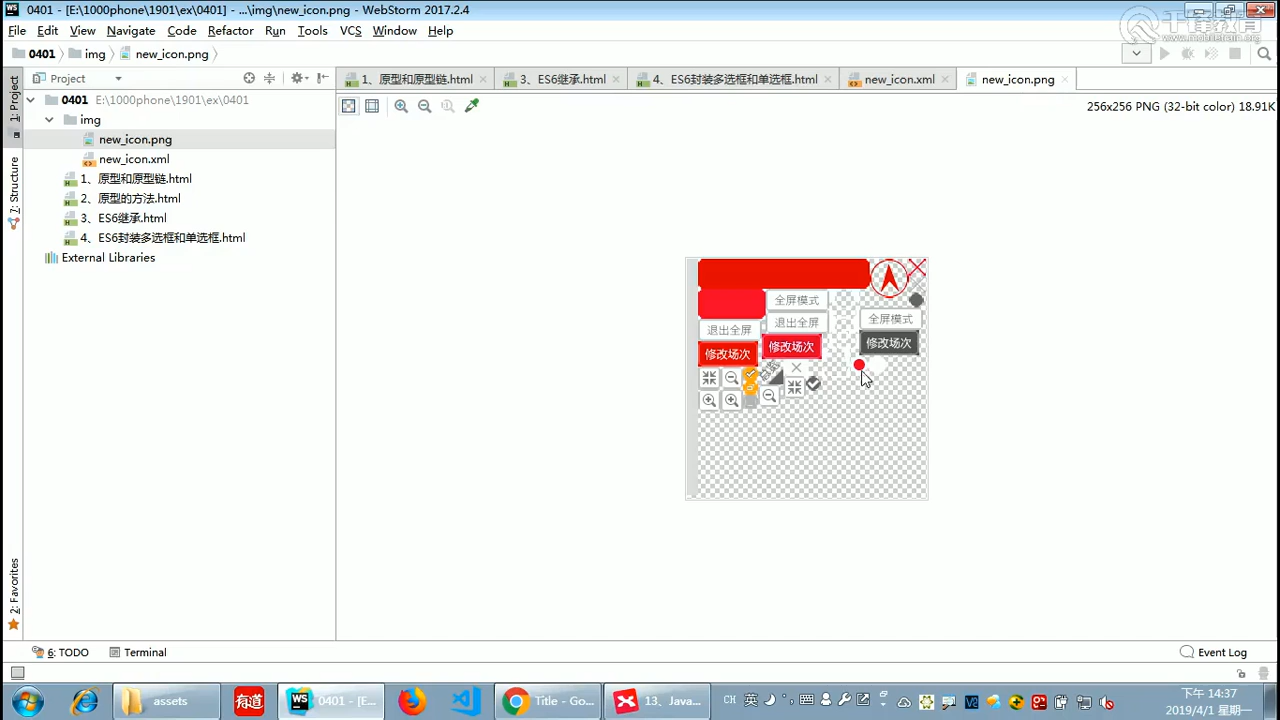 0401 - [E:\1000phone\1901\ex\0401] - ...\img\new_icon.png - WebStorm 2017.2.4
File Edit View Navigate Code Refactor Run Tools VCS Window Help
千锋教育
www.mobiletrain.org
0401 img new_icon.png
Project
1、原型和原型链.html
3、ES6继承.html
4、ES6封装多选框和单选框.html
new_icon.xml
new_icon.png
256x256 PNG (32-bit color) 18.91K
1: Project
7: Structure
2: Favorites
0401 E:\1000phone\1901\ex\0401
img
new_icon.png
new_icon.xml
1、原型和原型链.html
2、原型的方法.html
3、ES6继承.html
4、ES6封装多选框和单选框.html
External Libraries
全屏模式
退出全屏
退出全屏
修改场次
修改场次
全屏模式
修改场次
6: TODO
Terminal
Event Log
有道
assets
0401 - [E...
Title - Go...
13、Java...
CH 英
下午 14:37
2019/4/1 星期一